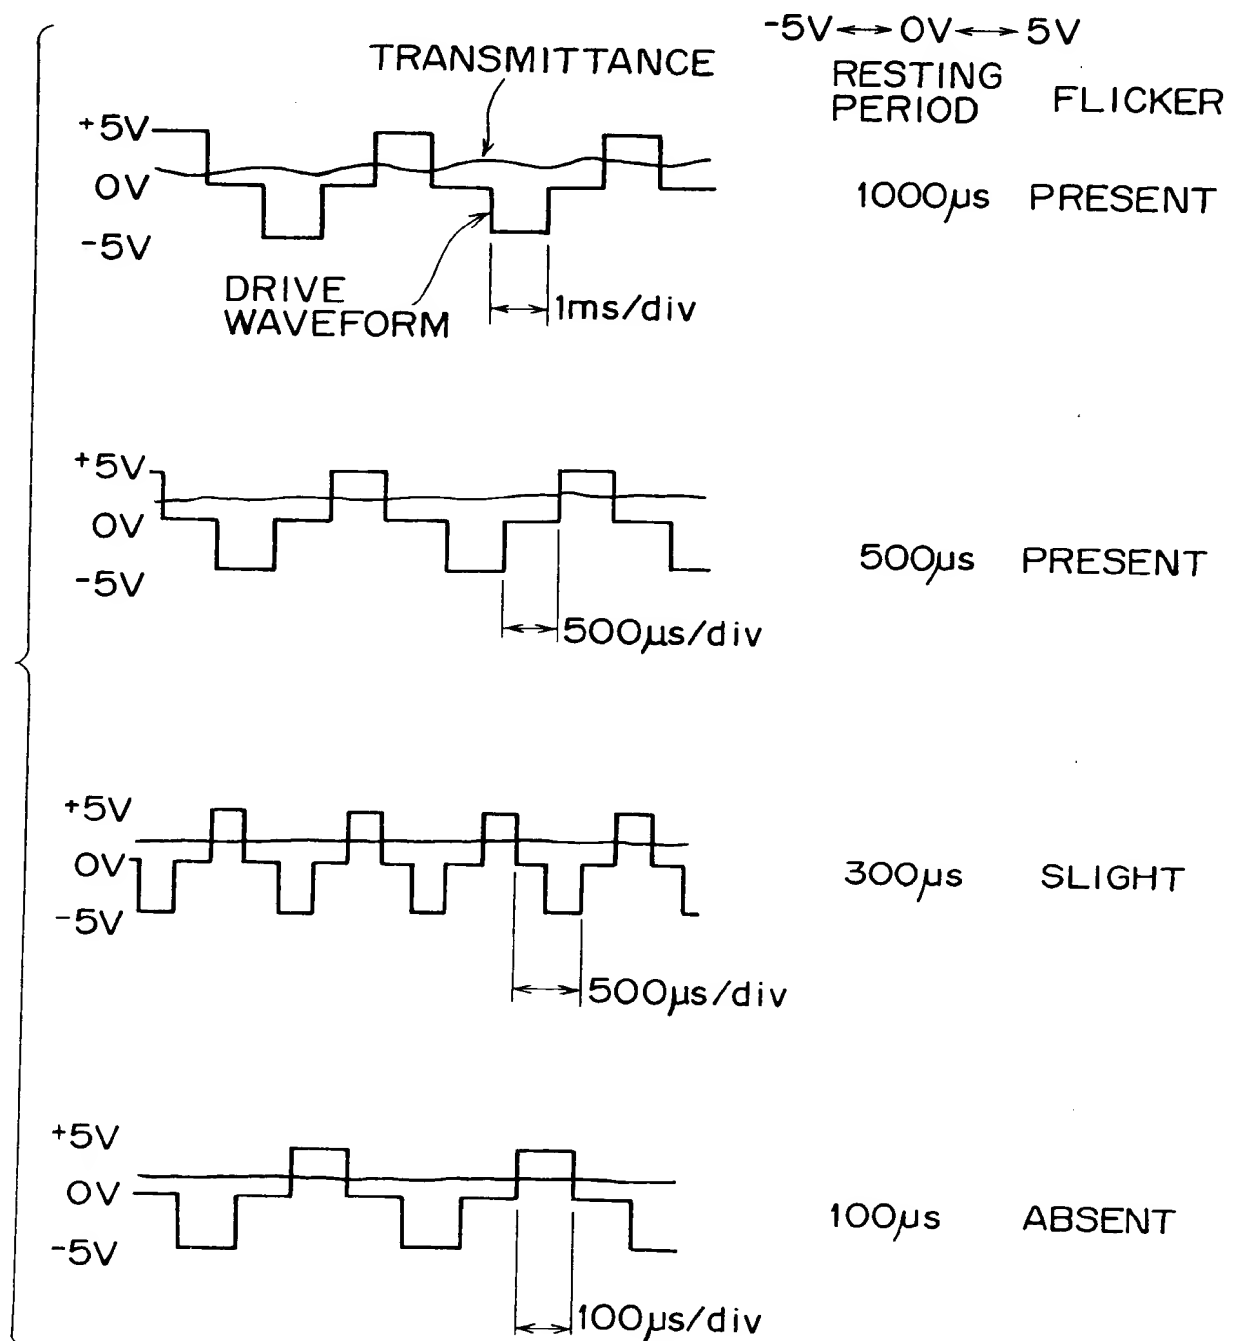 -5V↔0V↔5V
TRANSMITTANCE
RESTING
PERIOD
FLICKER
+5V
0V
-5V
1000μs PRESENT
DRIVE
WAVEFORM
1ms/div
+5V
0V
-5V
500μs PRESENT
500μs/div
+5V
0V
-5V
300μs SLIGHT
500μs/div
+5V
0V
-5V
100μs ABSENT
100μs/div